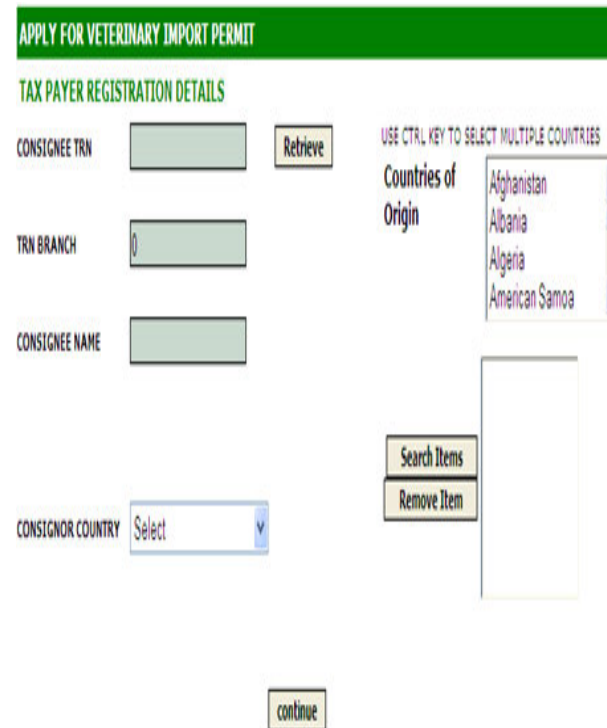 APPLY FOR VETERINARY IMPORT PERMIT
TAX PAYER REGISTRATION DETAILS
CONSIGNEE TRN
Retrieve
TRN BRANCH
0
CONSIGNEE NAME
CONSIGNOR COUNTRY
Select
USE CTRL KEY TO SELECT MULTIPLE COUNTRIES
Countries of
Origin
Afghanistan
Albania
Algeria
American Samoa
Search Items
Remove Item
continue